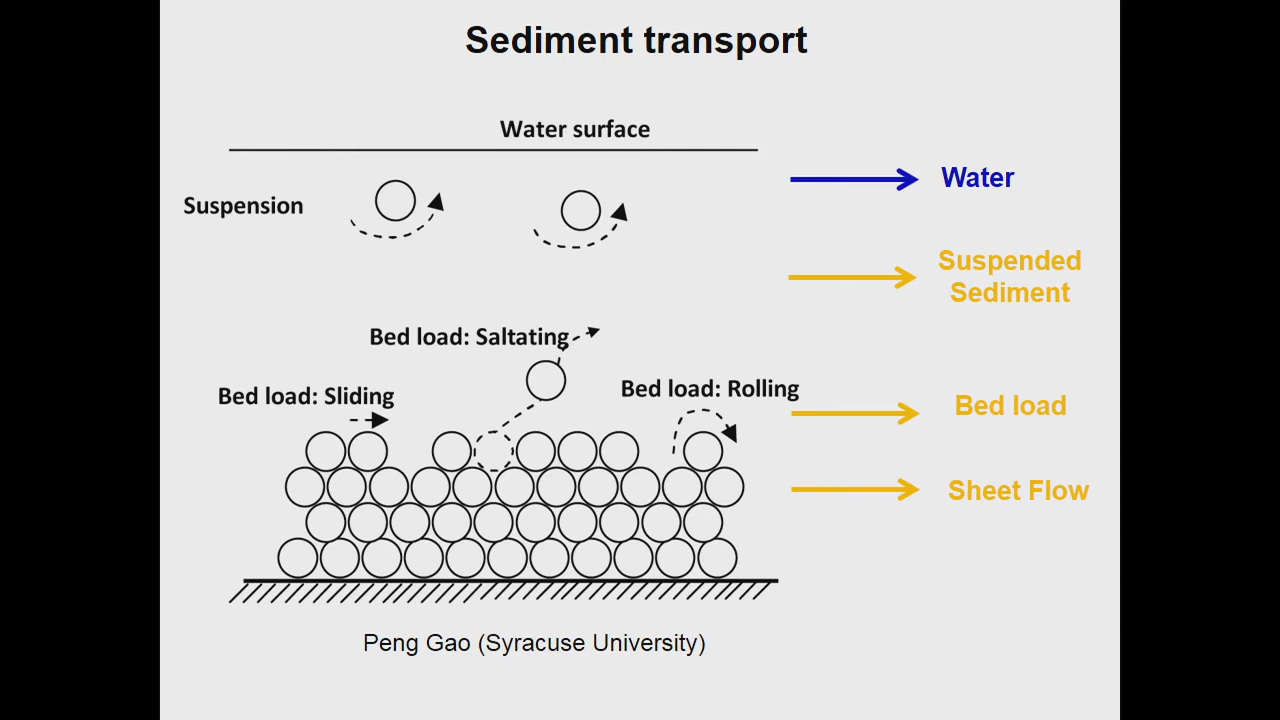 Sediment transport
Water surface
Water
Suspension
Suspended
Sediment
Bed load: Saltating
Bed load: Sliding
Bed load: Rolling
Bed load
Sheet Flow
Peng Gao (Syracuse University)